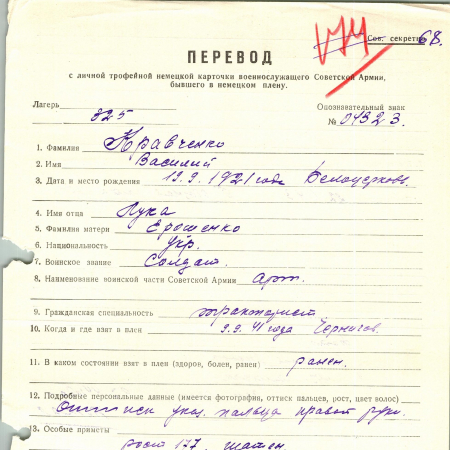 Сов. секретно 68.
ПЕРЕВОД
с личной трофейной немецкой карточки военнослужащего Советской Армии,
бывшего в немецком плену.
Лагерь 325
Опознавательный знак
№ 04323.
1. Фамилия Кравченко
2. Имя Василий
3. Дата и место рождения 19.9.1921 года Белоцерков.
4. Имя отца Лука
5. Фамилия матери Ерошенко
6. Национальность Укр.
7. Воинское звание Солдат.
8. Наименование воинской части Советской Армии арт.
9. Гражданская специальность тракторист
10. Когда и где взят в плен 9.9.41 года Чернигов.
11. В каком состоянии взят в плен (здоров, болен, ранен) ранен.
12. Подробные персональные данные (имеется фотография, оттиск пальцев, рост, цвет волос)
Оттиски указ. пальца правой руки.
13. Особые приметы
рост 177, шатен.